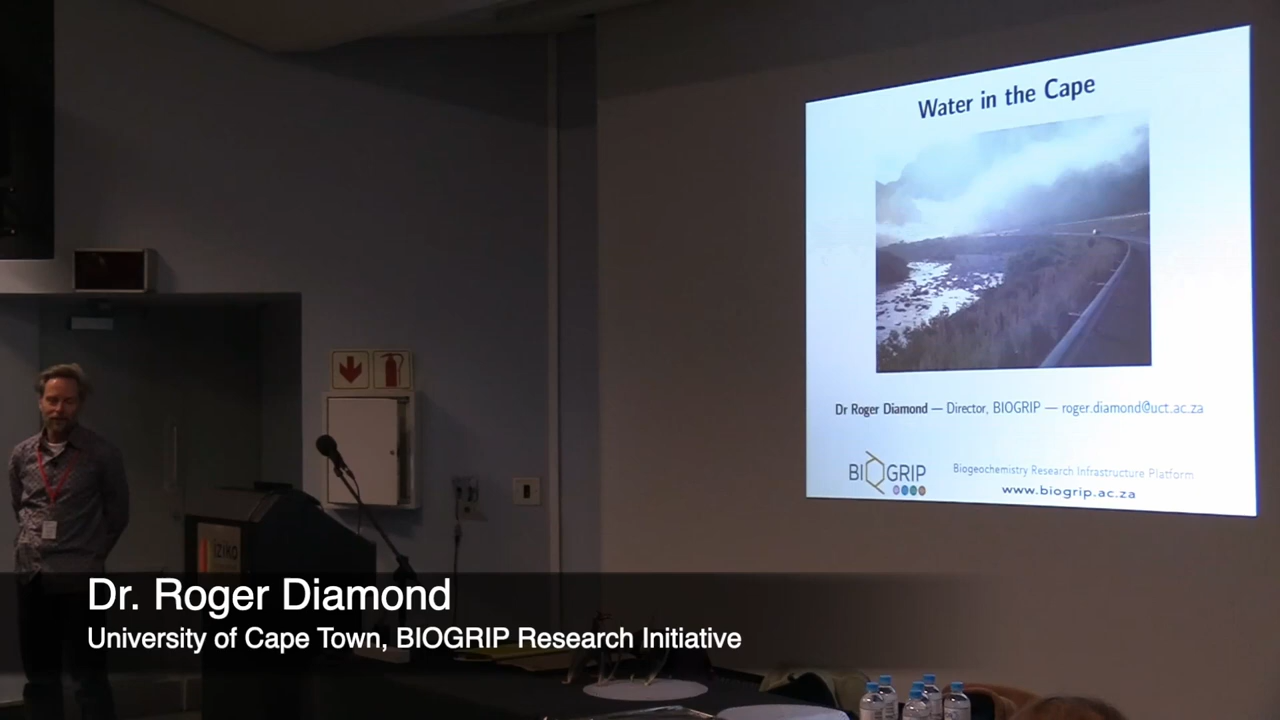 Water in the Cape
Dr Roger Diamond — Director, BIOGRIP — roger.diamond@uct.ac.za
BIOGRIP
Biogeochemistry Research Infrastructure Platform
www.biogrip.ac.za
iziko
Dr. Roger Diamond
University of Cape Town, BIOGRIP Research Initiative